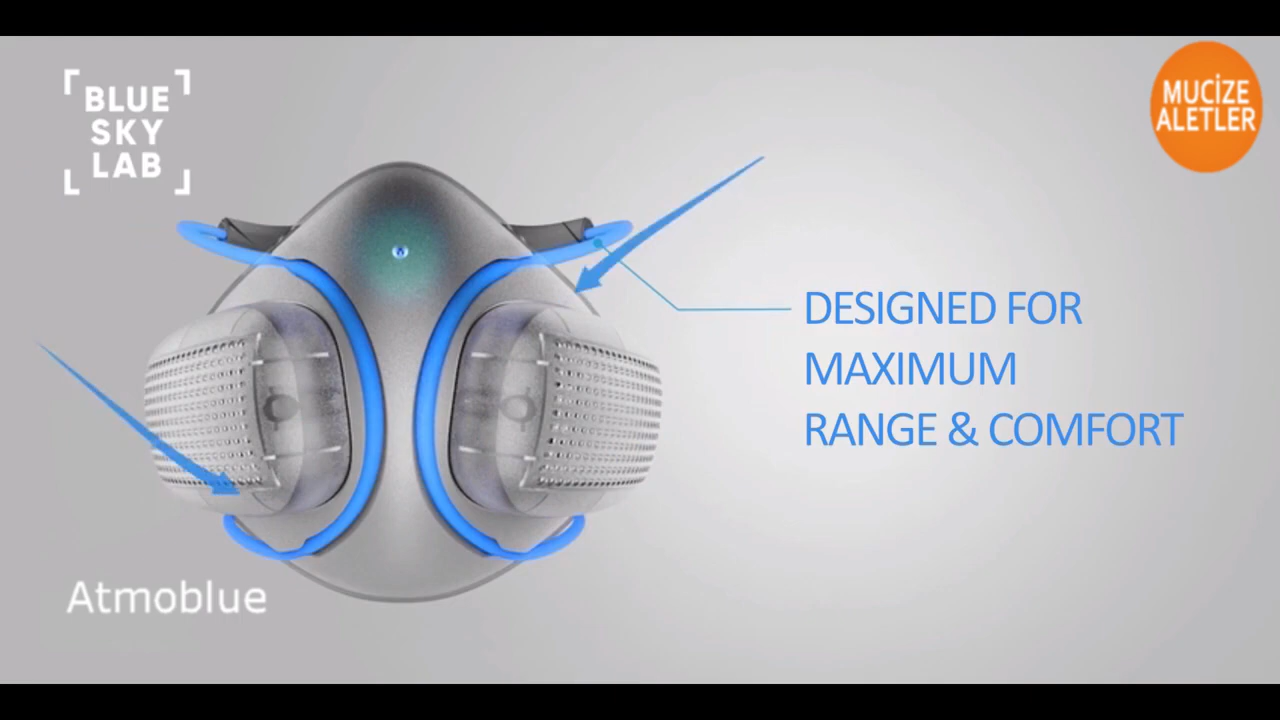 BLUE
SKY
LAB
MUCİZE
ALETLER
DESIGNED FOR
MAXIMUM
RANGE & COMFORT
Atmoblue